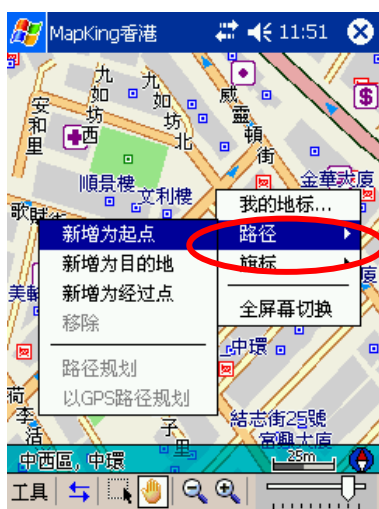 MapKing香港
11:51
九如坊
九如坊北
安和里
西
威靈頓街
順景樓
文利樓
金華大厦
歌賦
我的地标...
路径
旗标
全屏幕切换
新增为起点
新增为目的地
新增为经过点
移除
路径规划
以GPS路径规划
美輪
中環
結志街25號
富興大厦
子里
荷李活
25m
中西區, 中環
工具